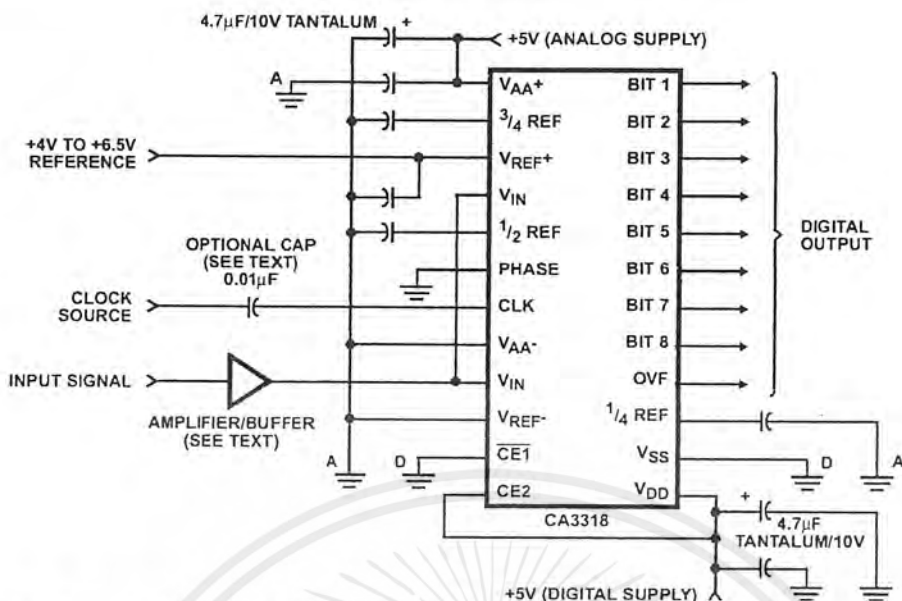 4.7μF/10V TANTALUM
+
+5V (ANALOG SUPPLY)
A
+4V TO +6.5V
REFERENCE
OPTIONAL CAP
(SEE TEXT)
0.01μF
CLOCK
SOURCE
INPUT SIGNAL
AMPLIFIER/BUFFER
(SEE TEXT)
A
D
VAA+
3/4 REF
VREF+
VIN
1/2 REF
PHASE
CLK
VAA-
VIN
VREF-
CE1
CE2
BIT 1
BIT 2
BIT 3
BIT 4
BIT 5
BIT 6
BIT 7
BIT 8
OVF
1/4 REF
VSS
VDD
CA3318
DIGITAL
OUTPUT
D
A
+
4.7μF
TANTALUM/10V
+5V (DIGITAL SUPPLY)